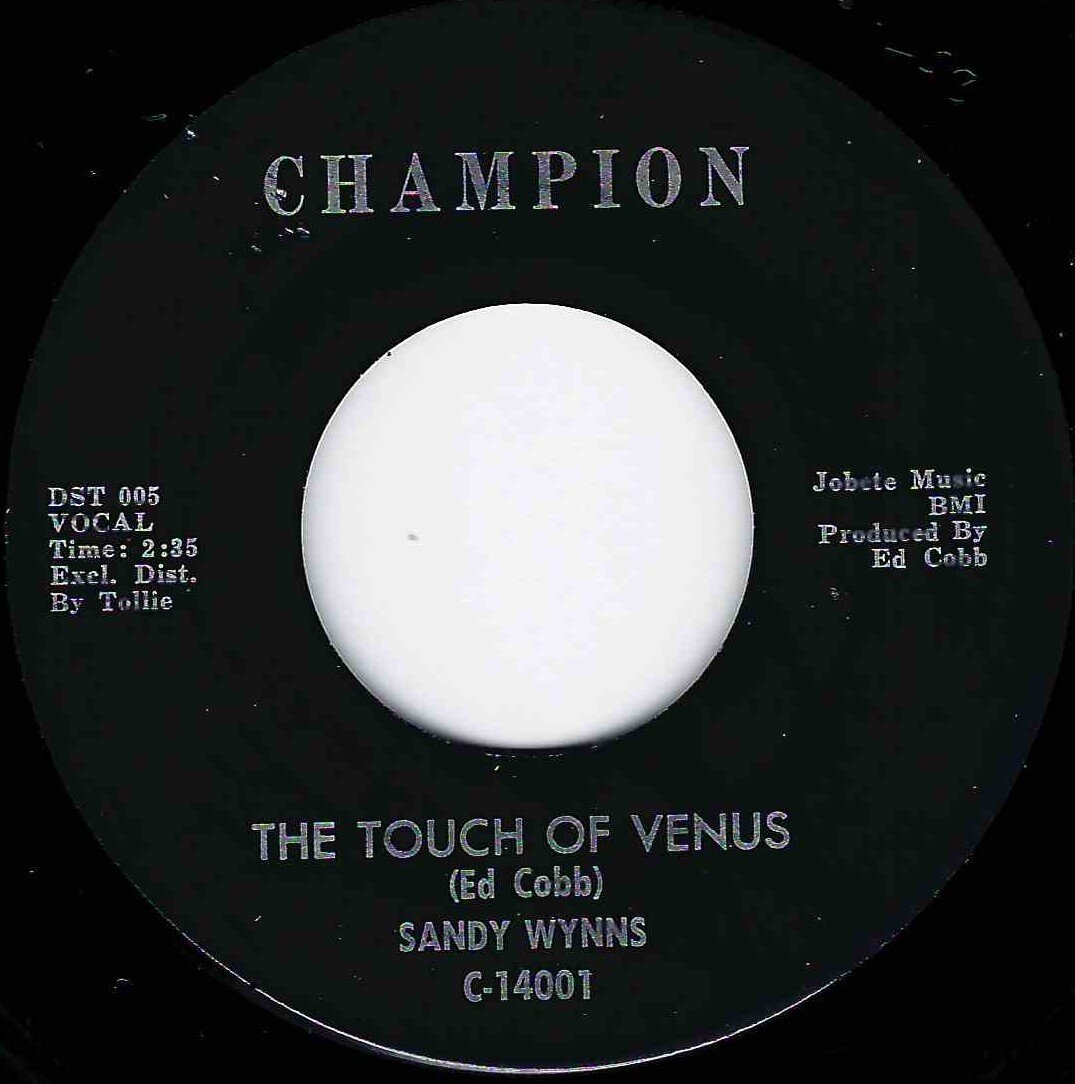 CHAMPION
DST 005
VOCAL
Time: 2:35
Excl. Dist.
By Tollie
Jobete Music
BMI
Produced By
Ed Cobb
THE TOUCH OF VENUS
(Ed Cobb)
SANDY WYNNS
C-14001